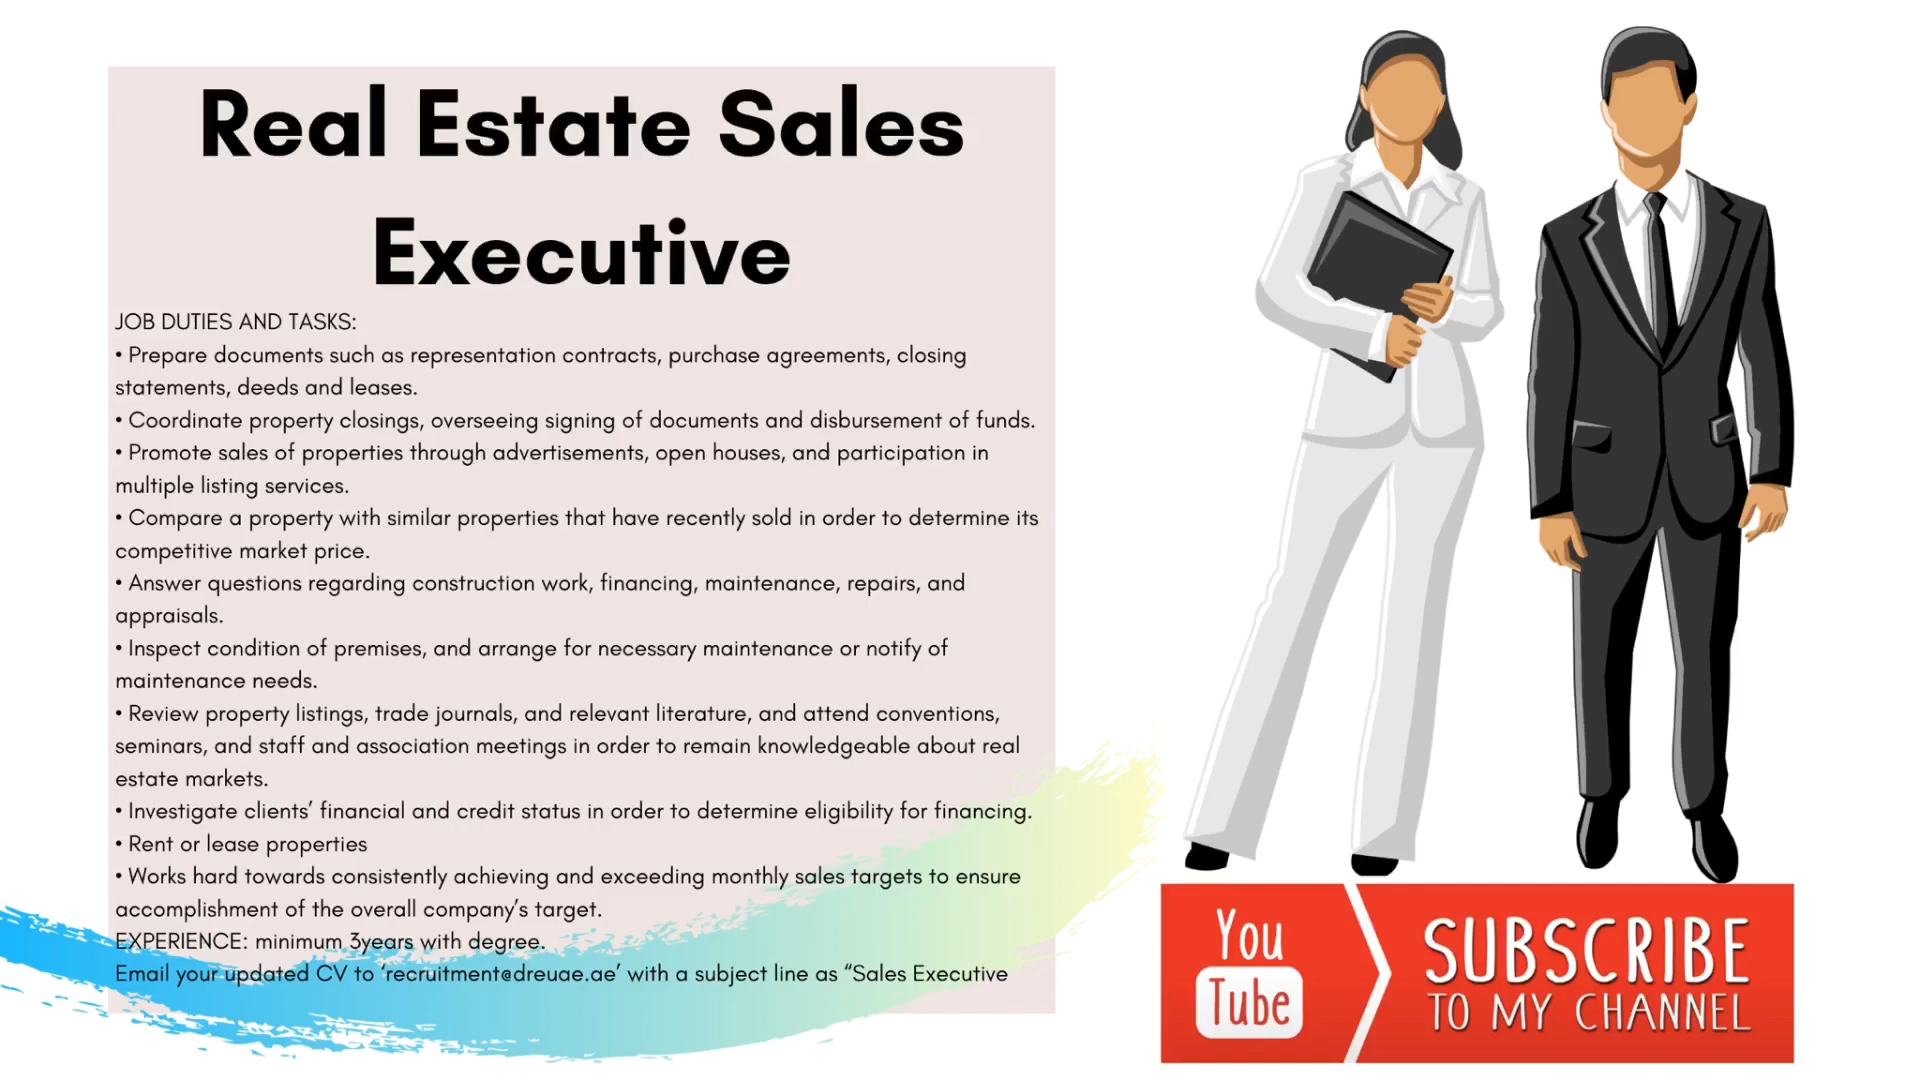 Real Estate Sales
Executive
JOB DUTIES AND TASKS:
• Prepare documents such as representation contracts, purchase agreements, closing
statements, deeds and leases.
• Coordinate property closings, overseeing signing of documents and disbursement of funds.
• Promote sales of properties through advertisements, open houses, and participation in
multiple listing services.
• Compare a property with similar properties that have recently sold in order to determine its
competitive market price.
• Answer questions regarding construction work, financing, maintenance, repairs, and
appraisals.
• Inspect condition of premises, and arrange for necessary maintenance or notify of
maintenance needs.
• Review property listings, trade journals, and relevant literature, and attend conventions,
seminars, and staff and association meetings in order to remain knowledgeable about real
estate markets.
• Investigate clients’ financial and credit status in order to determine eligibility for financing.
• Rent or lease properties
• Works hard towards consistently achieving and exceeding monthly sales targets to ensure
accomplishment of the overall company’s target.
EXPERIENCE: minimum 3years with degree.
Email your updated CV to ‘recruitment@dreuae.ae’ with a subject line as “Sales Executive
You
Tube
SUBSCRIBE
TO MY CHANNEL